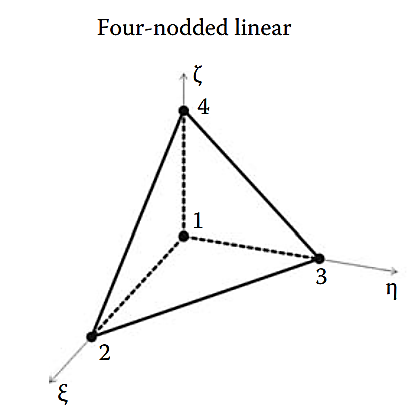 Four-nodded linear
ζ
4
1
3
η
2
ξ